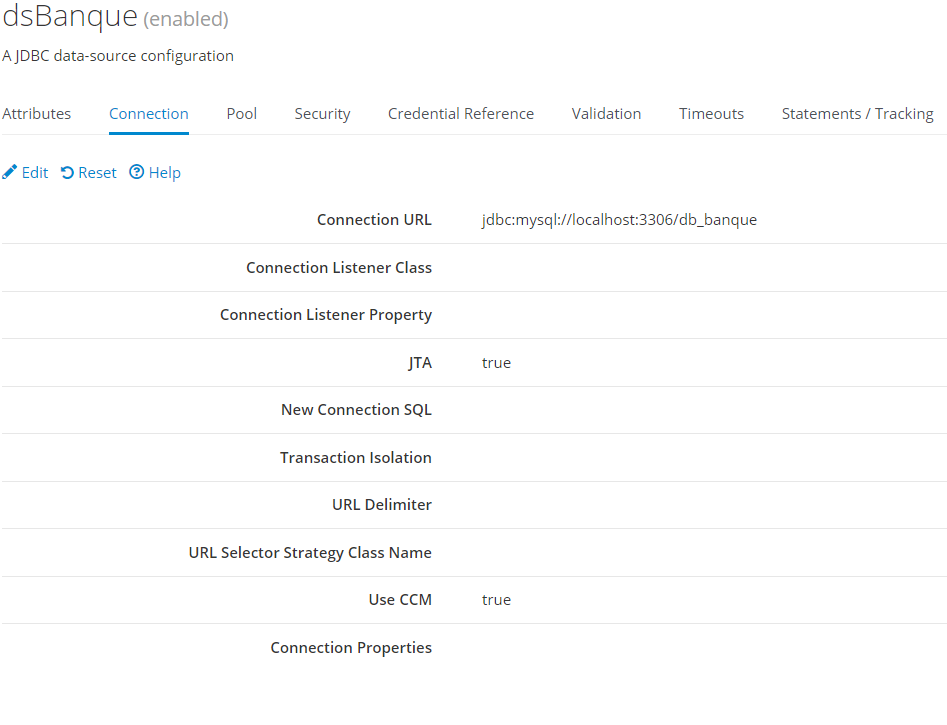 dsBanque (enabled)
A JDBC data-source configuration
Attributes Connection Pool Security Credential Reference Validation Timeouts Statements / Tracking
Edit Reset Help
Connection URL jdbc:mysql://localhost:3306/db_banque
Connection Listener Class
Connection Listener Property
JTA true
New Connection SQL
Transaction Isolation
URL Delimiter
URL Selector Strategy Class Name
Use CCM true
Connection Properties